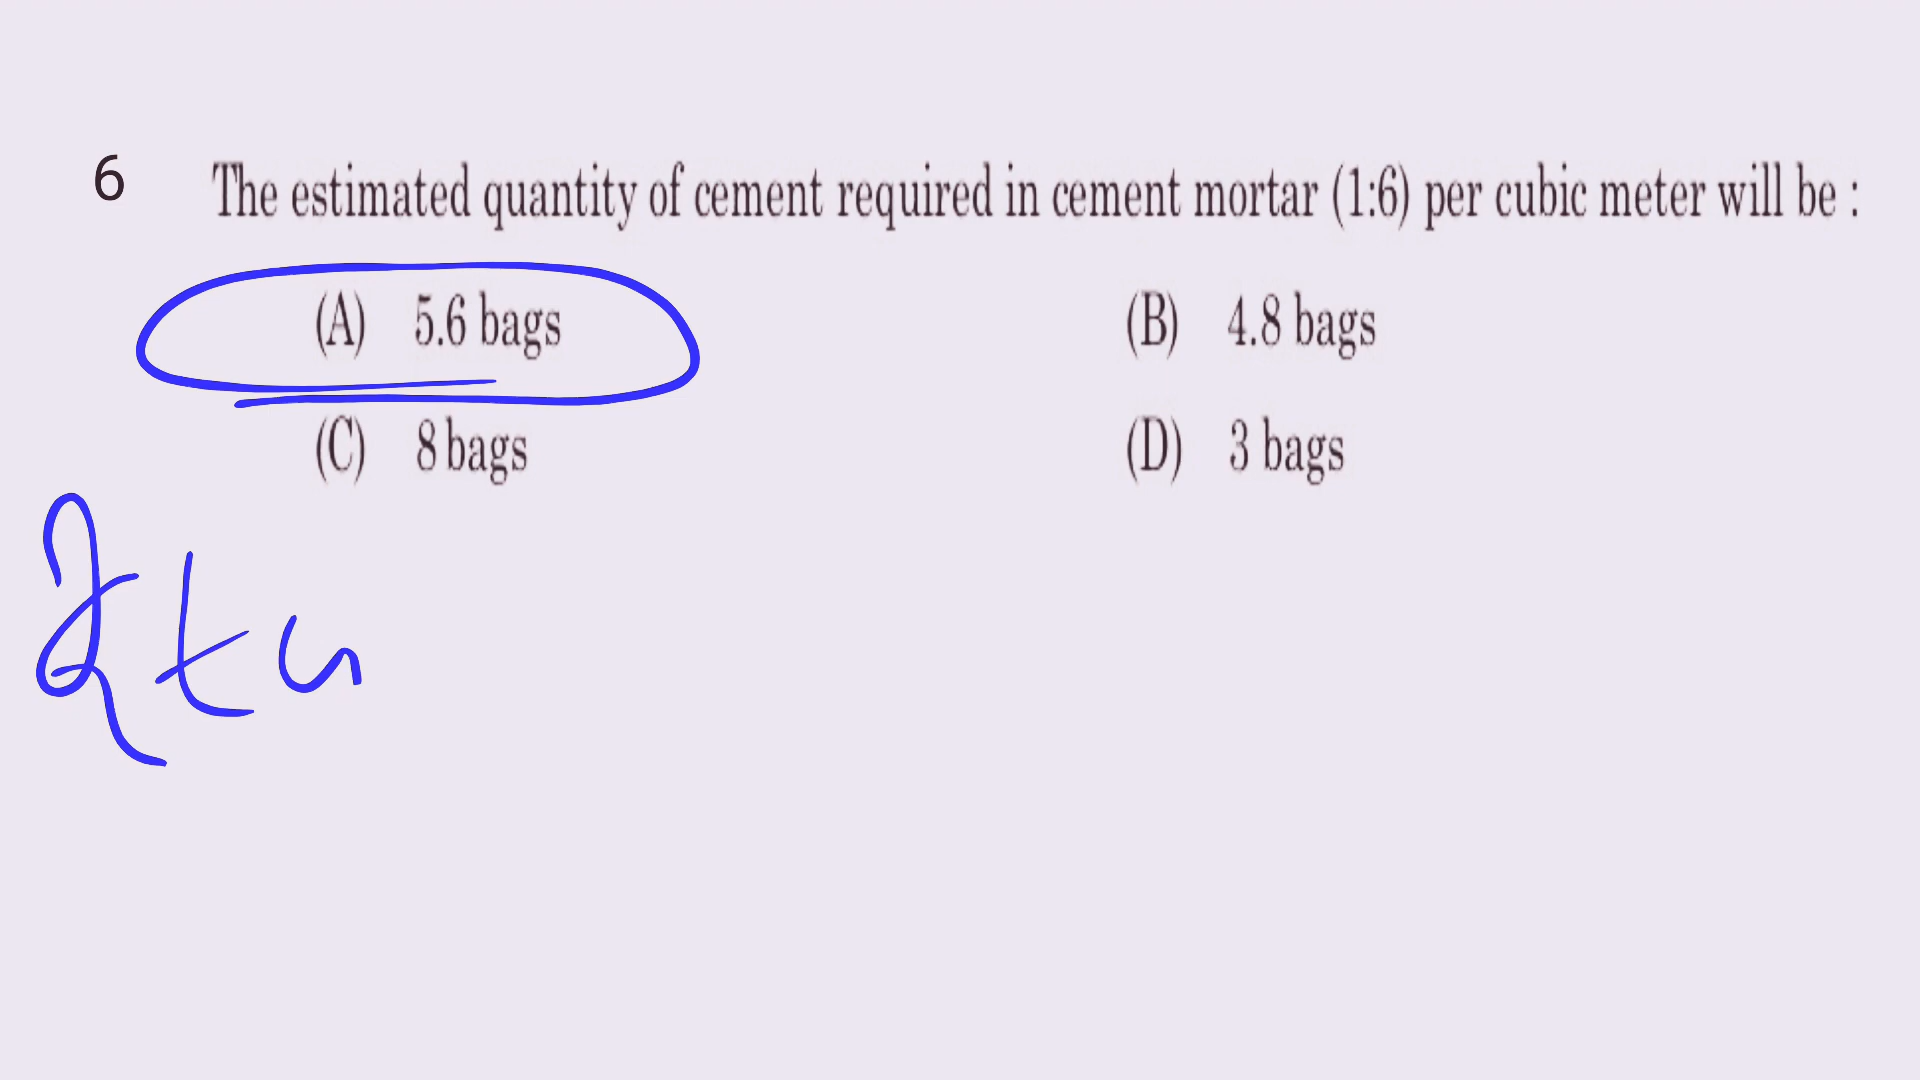 6 The estimated quantity of cement required in cement mortar (1:6) per cubic meter will be :
(A) 5.6 bags (B) 4.8 bags
(C) 8 bags (D) 3 bags